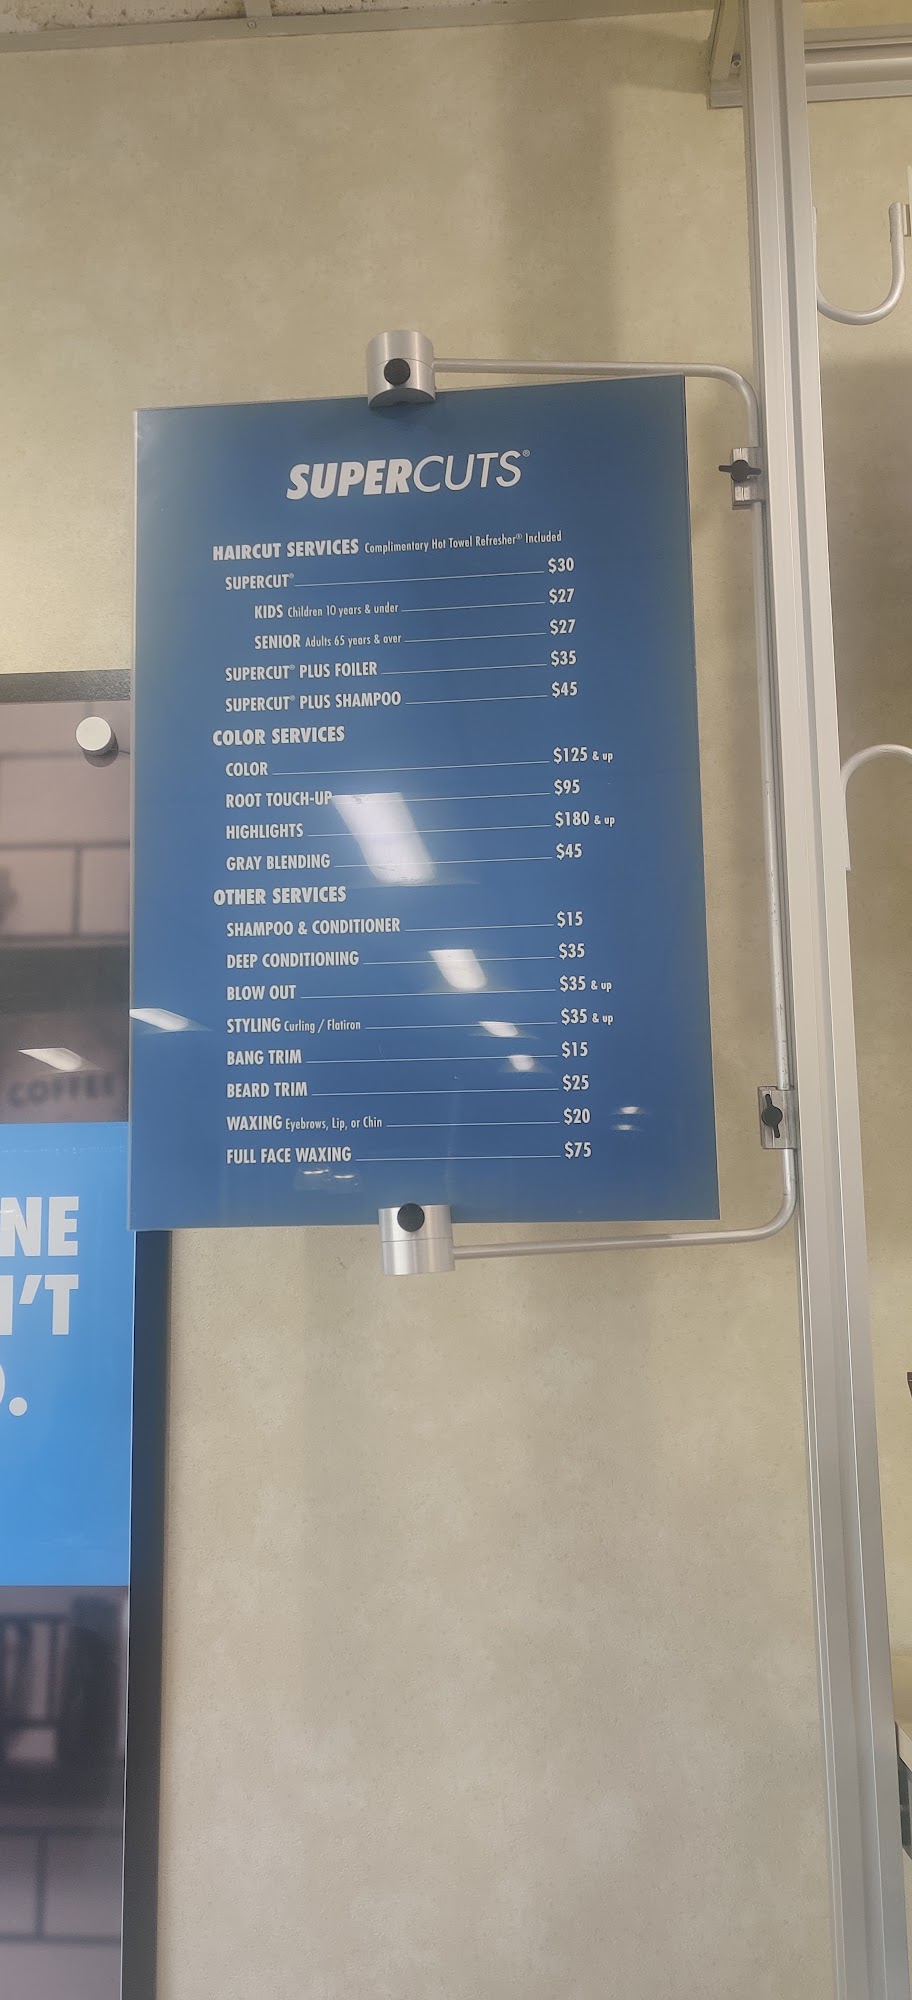 SUPERCUTS®
HAIRCUT SERVICES Complimentary Hot Towel Refresher® Included
SUPERCUT® $30
KIDS Children 10 years & under $27
SENIOR Adults 65 years & over $27
SUPERCUT® PLUS FOILER $35
SUPERCUT® PLUS SHAMPOO $45
COLOR SERVICES
COLOR $125 & up
ROOT TOUCH-UP $95
HIGHLIGHTS $180 & up
GRAY BLENDING $45
OTHER SERVICES
SHAMPOO & CONDITIONER $15
DEEP CONDITIONING $35
BLOW OUT $35 & up
STYLING Curling / Flatiron $35 & up
BANG TRIM $15
BEARD TRIM $25
WAXING Eyebrows, Lip, or Chin $20
FULL FACE WAXING $75
COFFEE
NE
'T
.